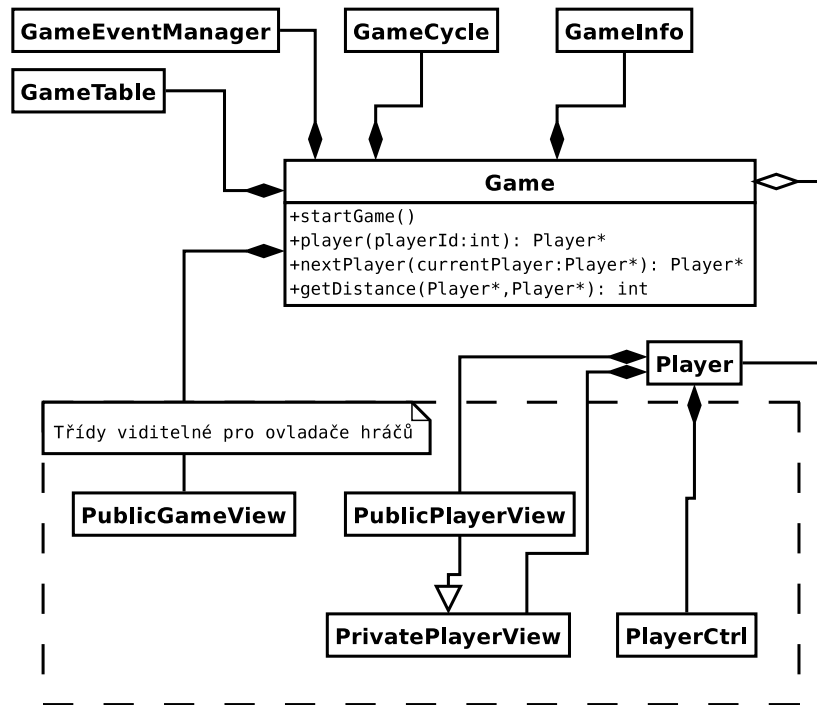 GameEventManager
GameCycle
GameInfo
GameTable
Game
+startGame()
+player(playerId:int): Player*
+nextPlayer(currentPlayer:Player*): Player*
+getDistance(Player*,Player*): int
Player
Třídy viditelné pro ovladače hráčů
PublicGameView
PublicPlayerView
PrivatePlayerView
PlayerCtrl